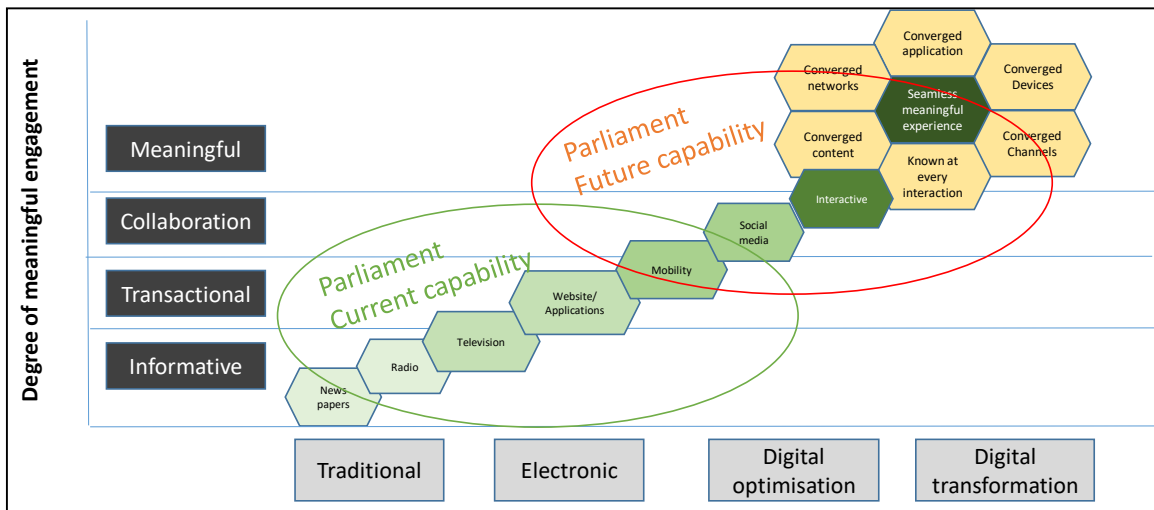 Degree of meaningful engagement
Meaningful
Collaboration
Transactional
Informative
Parliament
Future capability
Parliament
Current capability
Converged
application
Converged
networks
Converged
Devices
Seamless
meaningful
experience
Converged
content
Converged
Channels
Known at
every
interaction
Interactive
Social
media
Mobility
Website/
Applications
Television
Radio
News
papers
Traditional
Electronic
Digital
optimisation
Digital
transformation